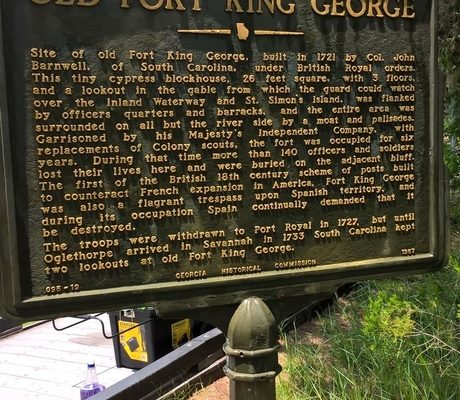 OLD FORT KING GEORGE
Site of old Fort King George, built in 1721 by Col. John
Barnwell, of South Carolina, under British Royal orders.
This tiny cypress blockhouse, 26 feet square, with 3 floors,
and a lookout in the gable from which the guard could watch
over the Inland Waterway and St. Simon's Island, was flanked
by officers quarters and barracks, and the entire area was
surrounded on all but the river side by a moat and palisades.
Garrisoned by his Majesty's Independent Company, with
replacements of Colony scouts, the fort was occupied for six
years. During that time more than 140 officers and soldiers
lost their lives here and were buried on the adjacent bluff.
The first of the British 18th century scheme of posts built
to counteract French expansion in America, Fort King George
was also a flagrant trespass upon Spanish territory, and
during its occupation Spain continually demanded that it
be destroyed.
The troops were withdrawn to Port Royal in 1727, but until
Oglethorpe arrived in Savannah in 1733 South Carolina kept
two lookouts at old Fort King George.
095-19 GEORGIA HISTORICAL COMMISSION 1957